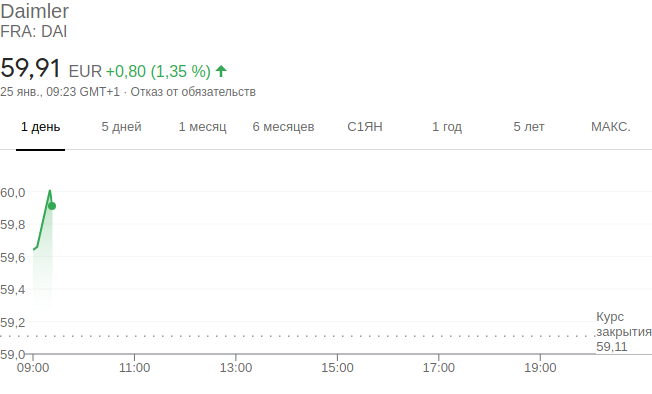 Daimler
FRA: DAI
59,91 EUR +0,80 (1,35 %)
25 янв., 09:23 GMT+1 · Отказ от обязательств
1 день 5 дней 1 месяц 6 месяцев С1ЯН 1 год 5 лет МАКС.
60,0
59,8
59,6
59,4
59,2
Курс
закрытия
59,11
59,0
09:00 11:00 13:00 15:00 17:00 19:00